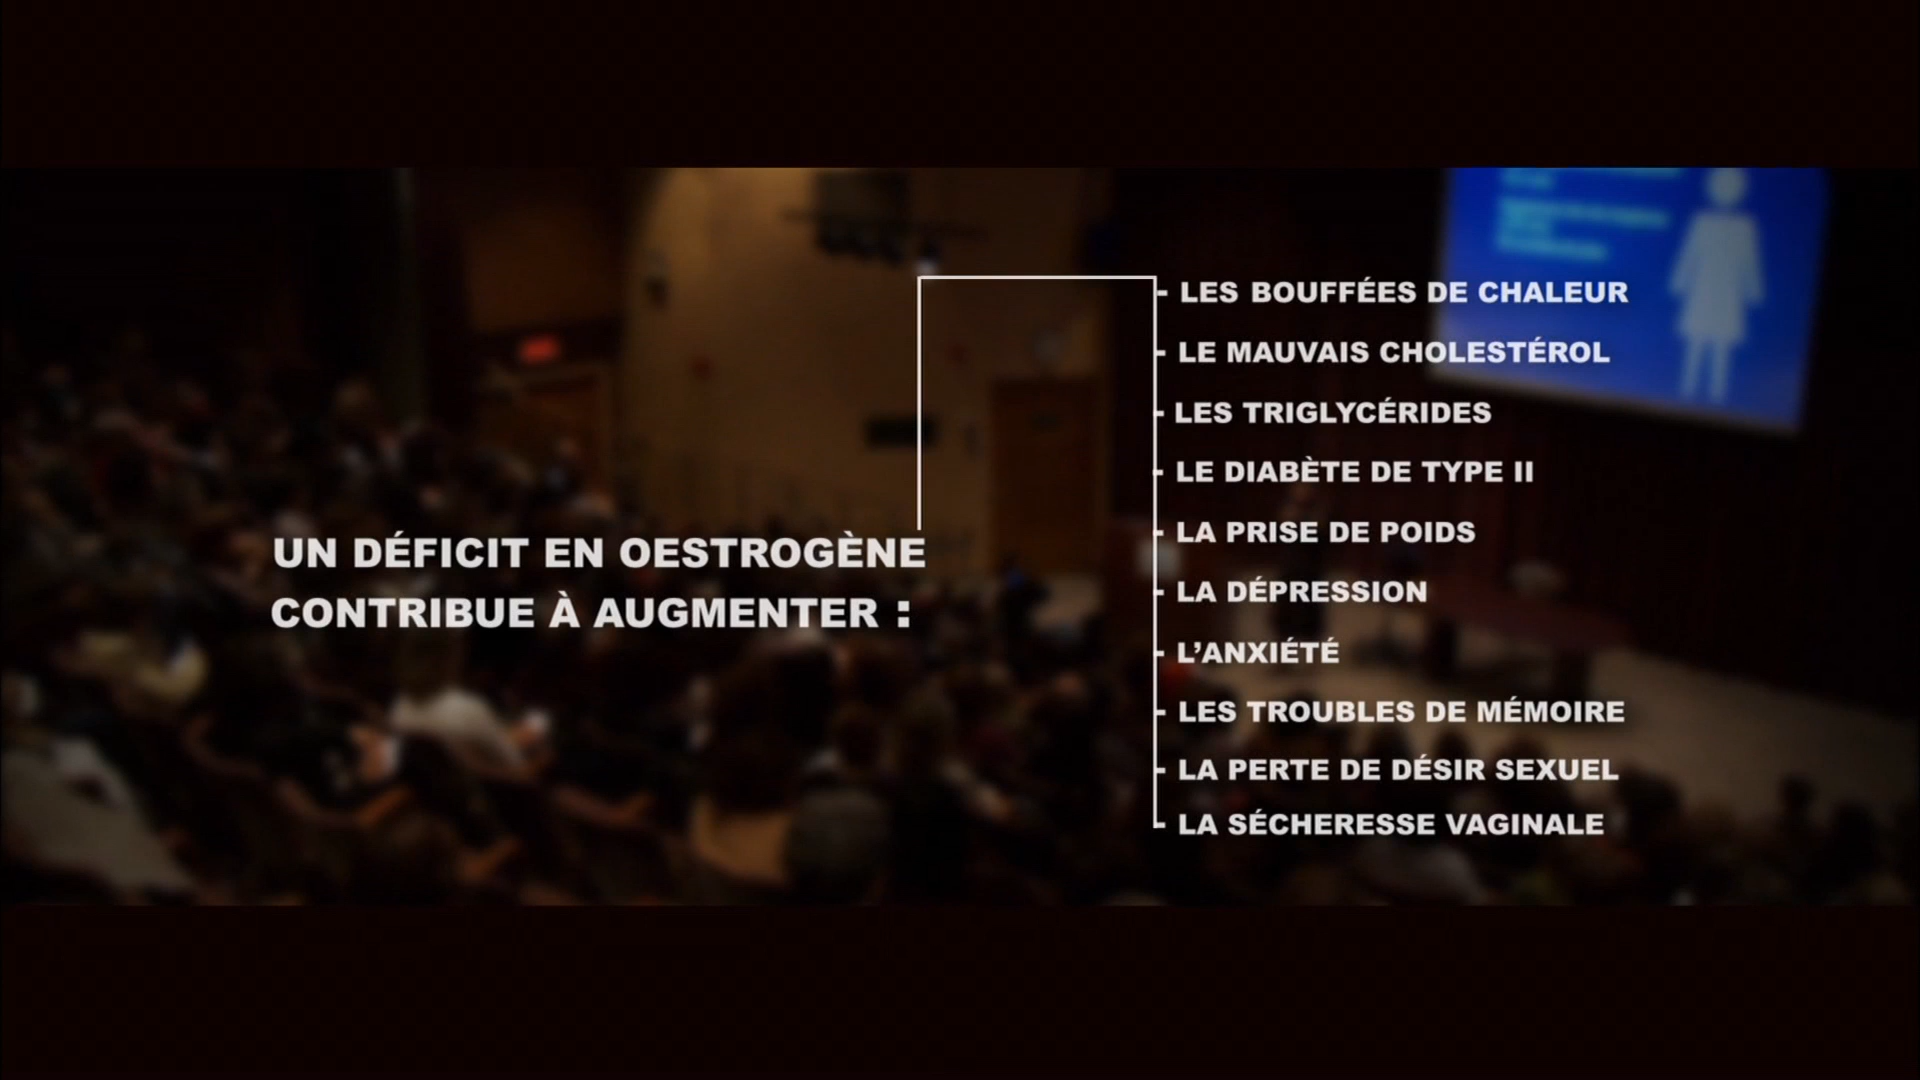 UN DÉFICIT EN OESTROGÈNE
CONTRIBUE À AUGMENTER :
- LES BOUFFÉES DE CHALEUR
- LE MAUVAIS CHOLESTÉROL
- LES TRIGLYCÉRIDES
- LE DIABÈTE DE TYPE II
- LA PRISE DE POIDS
- LA DÉPRESSION
- L’ANXIÉTÉ
- LES TROUBLES DE MÉMOIRE
- LA PERTE DE DÉSIR SEXUEL
- LA SÉCHERESSE VAGINALE